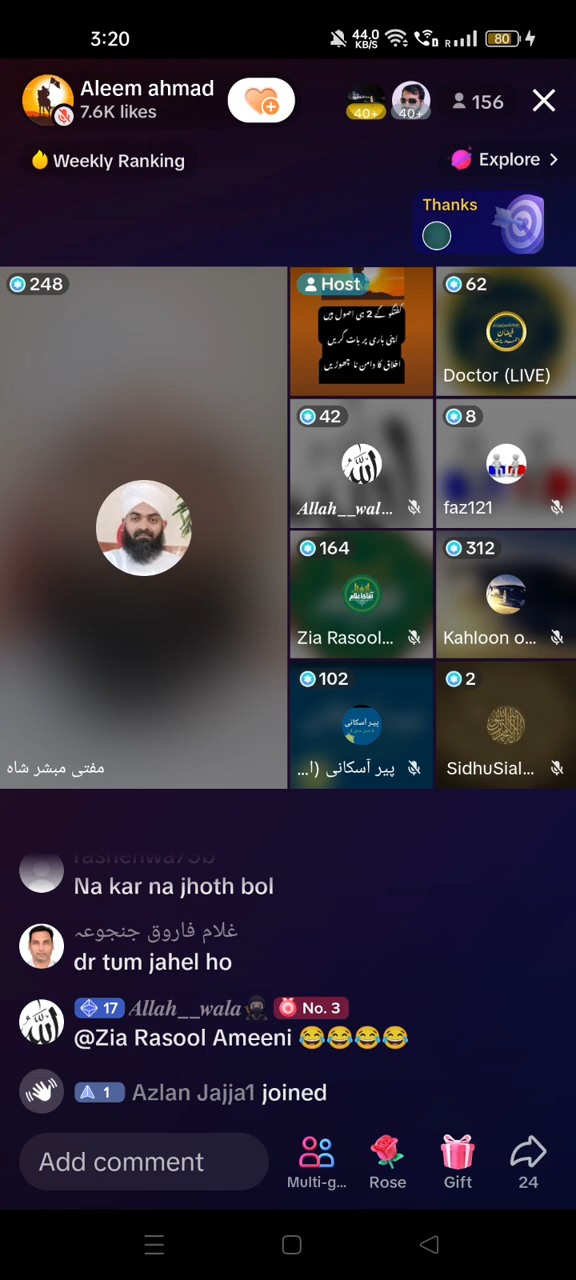 3:20
44.0
KB/S
R
80
Aleem ahmad
7.6K likes
40+
40+
156
Weekly Ranking
Explore
Thanks
248
Host
گفتگو کے 2 ہی اصول ہیں
اپنی باری پر بات کریں
اخلاق کا دامن نا چھوڑیں
62
فیضان
Doctor (LIVE)
42
Allah__wal...
8
faz121
164
Zia Rasool...
312
Kahloon o...
102
پیر آسکانی
پیر آسکانی (ا...
2
SidhuSial...
مفتی مبشر شاہ
Na kar na jhoth bol
غلام فاروق جنجوعہ
dr tum jahel ho
17 Allah__wala🥷 No. 3
@Zia Rasool Ameeni 😂😂😂😂
1 Azlan Jajja1 joined
Add comment
Multi-g...
Rose
Gift
24